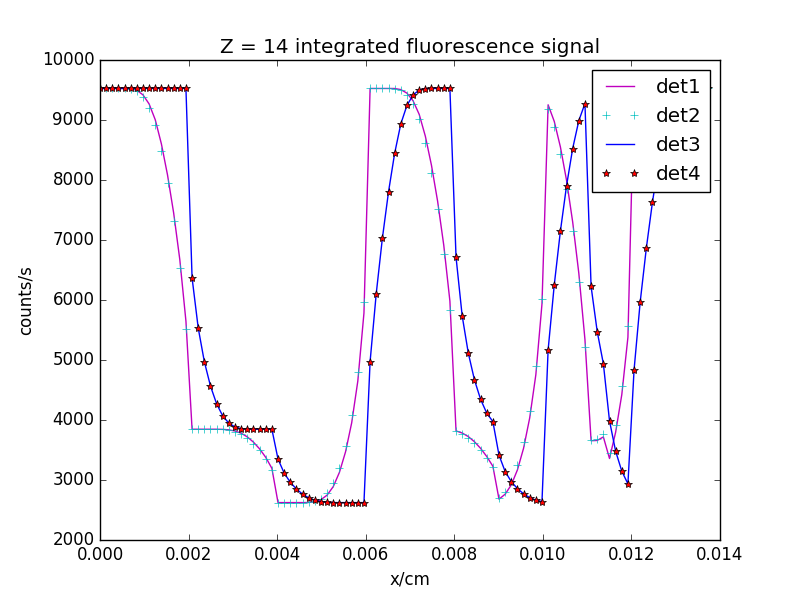 Z = 14 integrated fluorescence signal
10000
9000
8000
7000
6000
5000
4000
3000
2000
counts/s
det1
det2
det3
det4
0.000 0.002 0.004 0.006 0.008 0.010 0.012 0.014
x/cm